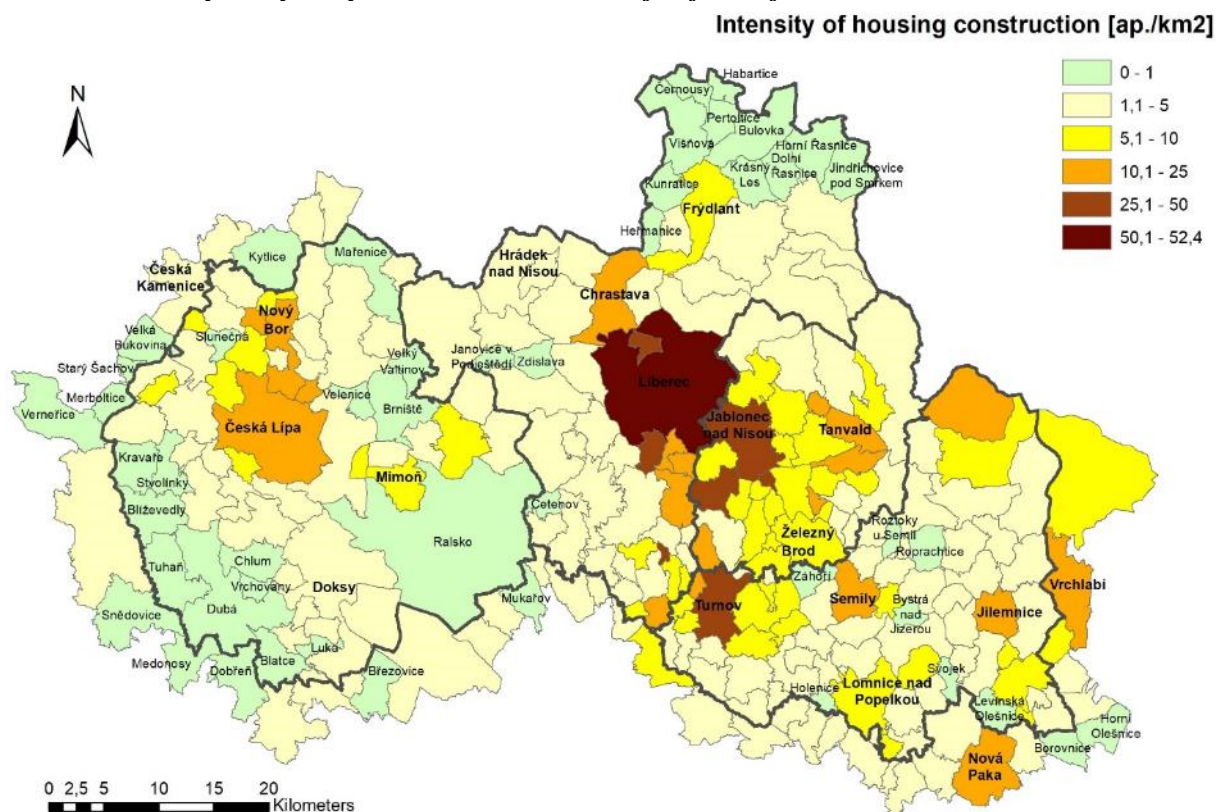 Intensity of housing construction [ap./km2]
0 - 1
1,1 - 5
5,1 - 10
10,1 - 25
25,1 - 50
50,1 - 52,4
N
Habartice
Černousy
Pertoltice
Bulovka
Višňová
Horní Řasnice
Dolní
Řasnice
Krásný
Les
Jindřichovice
pod Smrkem
Kunratice
Frýdlant
Heřmanice
Hrádek
nad Nisou
Mařenice
Kytlice
Česká
Kamenice
Chrastava
Nový
Bor
Velká
Bukovina
Slunečná
Janovice v
Podještědí
Zdislava
Velký
Valtinov
Starý Šachov
Merboltice
Verneřice
Velenice
Brniště
Liberec
Jablonec
nad Nisou
Tanvald
Česká Lípa
Kravaře
Stvolínky
Blíževedly
Mimoň
Cetenov
Ralsko
Železný
Brod
Roztoky
u Semil
Roprachtice
Tuhaň
Chlum
Vrchovany
Doksy
Dubá
Snědovice
Mukařov
Zahoří
Turnov
Semily
Bystrá
nad
Jizerou
Jilemnice
Vrchlabí
Medonosy
Dobřeň
Blatce
Luka
Březovice
Holenice
Lomnice nad
Popelkou
Svojek
Levínská
Olešnice
Horní
Olešnice
Borovnice
Nová
Paka
0 2,5 5 10 15 20
Kilometers